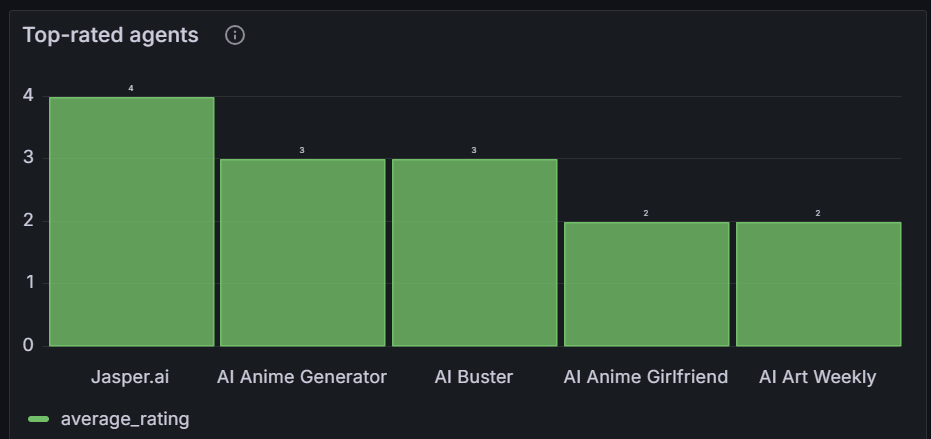 Top-rated agents
4
3
2
1
0
4
3
3
2
2
Jasper.ai
AI Anime Generator
AI Buster
AI Anime Girlfriend
AI Art Weekly
average_rating